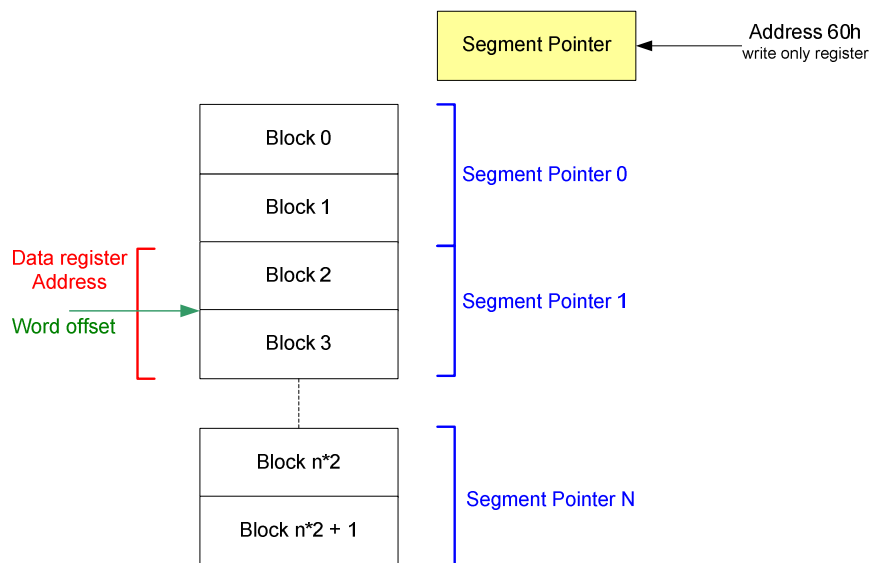 Segment Pointer
Address 60h
write only register
Block 0
Segment Pointer 0
Block 1
Data register
Address
Block 2
Segment Pointer 1
Word offset
Block 3
Block n*2
Segment Pointer N
Block n*2 + 1